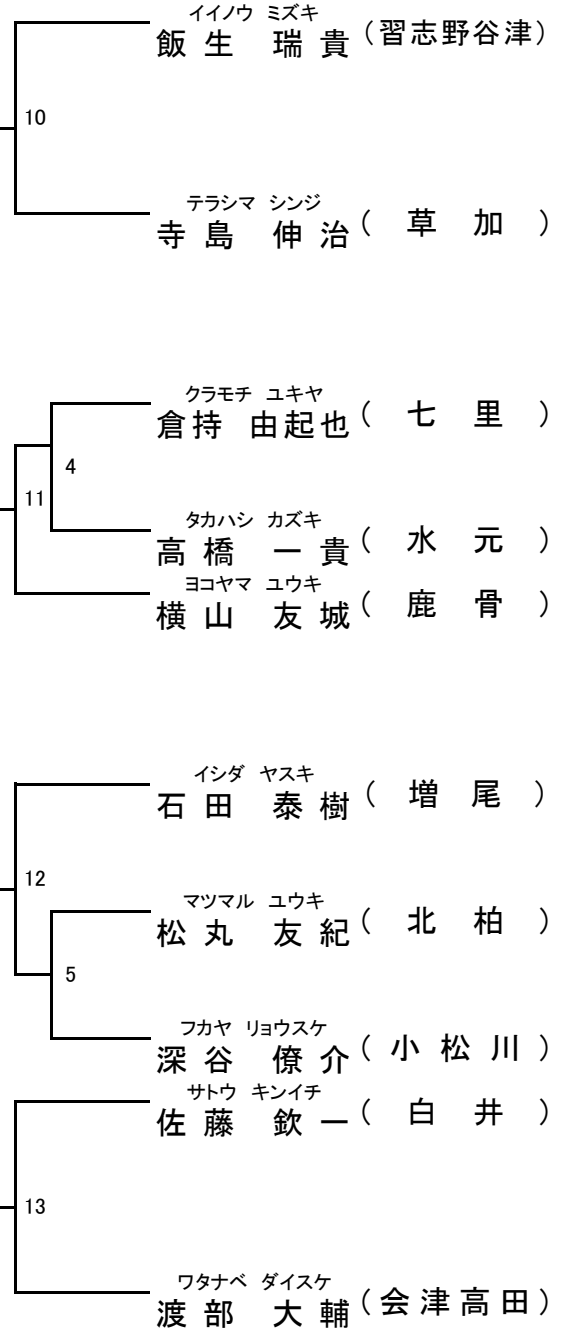 イイノウ ミズキ
飯生 瑞貴 (習志野谷津)
10
テラシマ シンジ
寺島 伸治 (草加)
クラモチ ユキヤ
倉持 由起也 (七里)
4
11
タカハシ カズキ
高橋 一貴 (水元)
ヨコヤマ ユウキ
横山 友城 (鹿骨)
イシダ ヤスキ
石田 泰樹 (増尾)
12
マツマル ユウキ
松丸 友紀 (北柏)
5
フカヤ リョウスケ
深谷 僚介 (小松川)
サトウ キンイチ
佐藤 欽一 (白井)
13
ワタナベ ダイスケ
渡部 大輔 (会津高田)